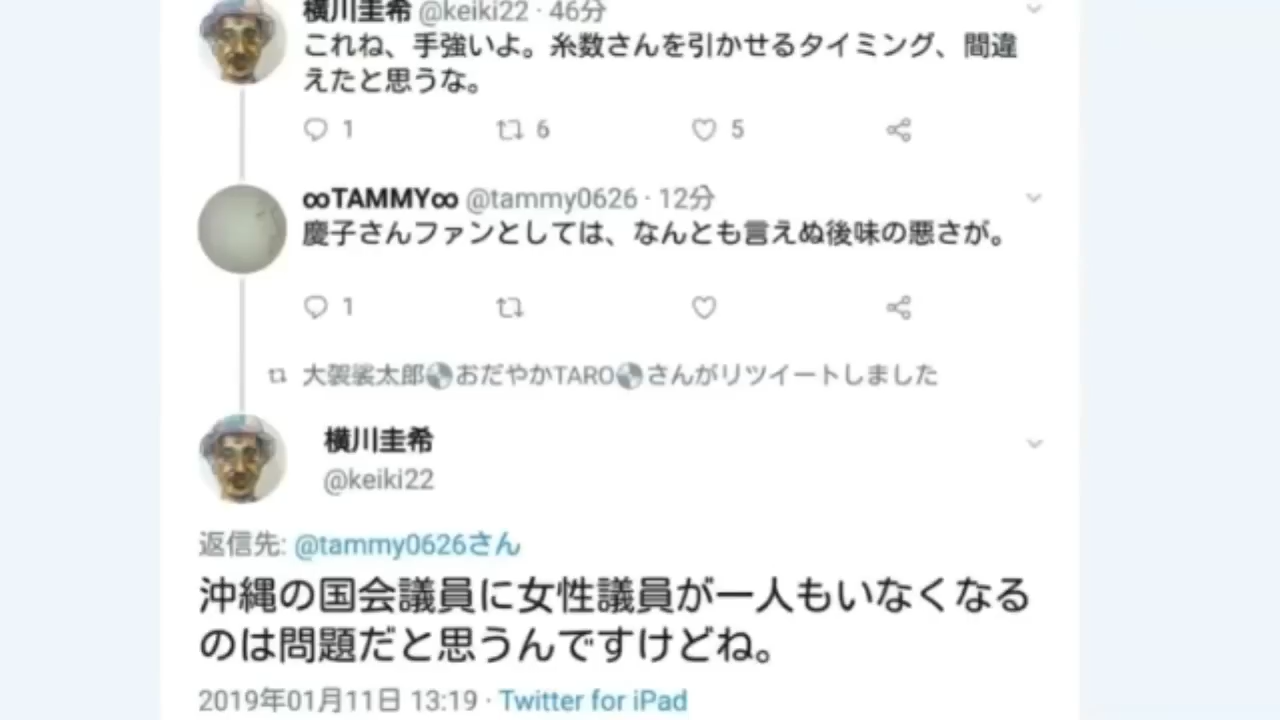 横川圭希 @keiki22 · 46分
これね、手強いよ。糸数さんを引かせるタイミング、間違
えたと思うな。
1 6 5
∞TAMMY∞ @tammy0626 · 12分
慶子さんファンとしては、なんとも言えぬ後味の悪さが。
1
大袈裟太郎💿おだやかTARO💿さんがリツイートしました
横川圭希
@keiki22
返信先: @tammy0626さん
沖縄の国会議員に女性議員が一人もいなくなる
のは問題だと思うんですけどね。
2019年01月11日 13:19 · Twitter for iPad